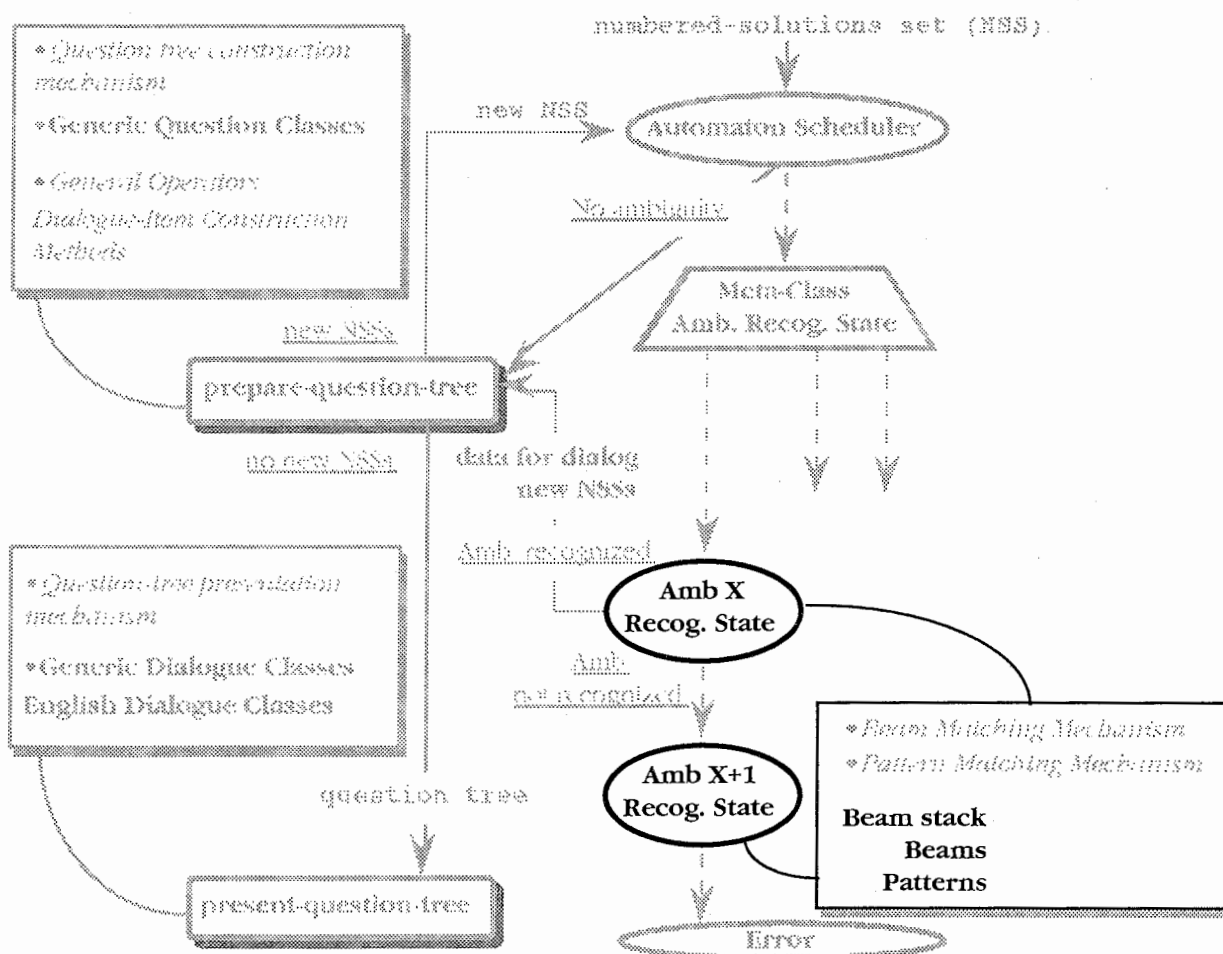 numbered-solutions set (NSS)
• Question tree construction
mechanism
• Generic Question Classes
• General Operators
Dialogue-Item Construction
Methods
new NSS
Automaton Scheduler
No ambiguity
Meta-Class
Amb. Recog. State
new NSSs
prepare-question-tree
no new NSSs
data for dialog
new NSSs
Amb. recognized
Amb X
Recog. State
Amb.
not recognized
• Question-tree presentation
mechanism
• Generic Dialogue Classes
English Dialogue Classes
• Beam Matching Mechanism
• Pattern Matching Mechanism
Beam stack
Beams
Patterns
Amb X+1
Recog. State
question tree
present-question-tree
Error